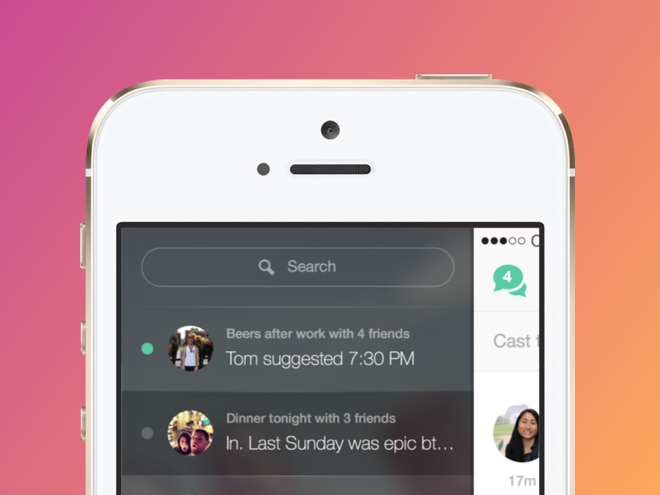 Search
4
Beers after work with 4 friends
Tom suggested 7:30 PM
Cast
Dinner tonight with 3 friends
In. Last Sunday was epic bt...
17m